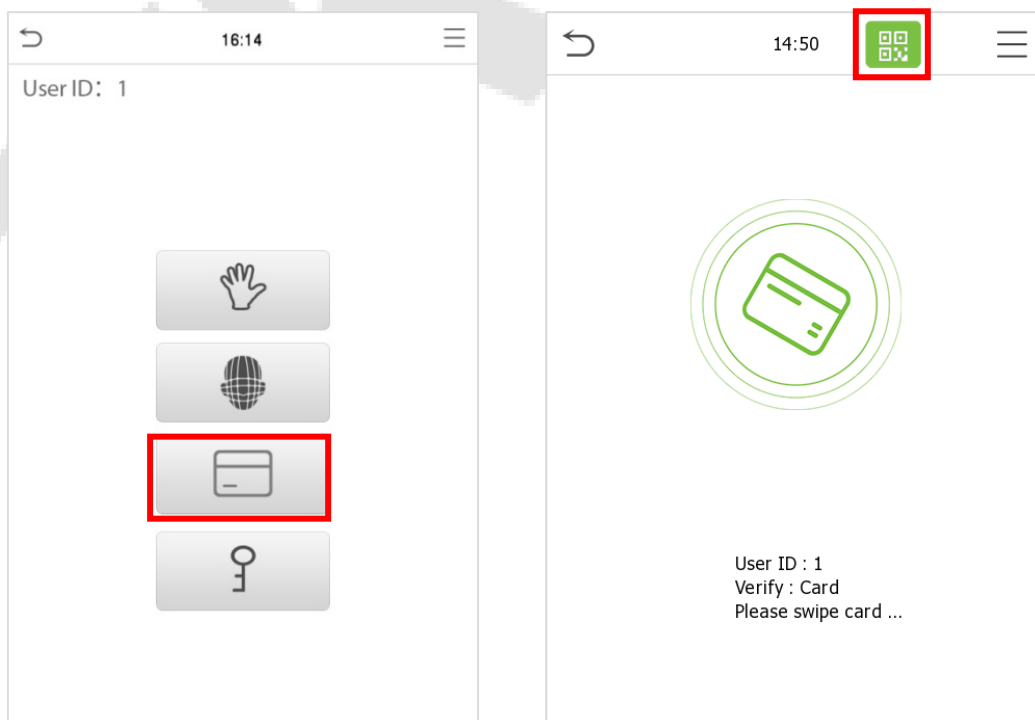 16:14
User ID： 1
14:50
User ID : 1
Verify : Card
Please swipe card ...